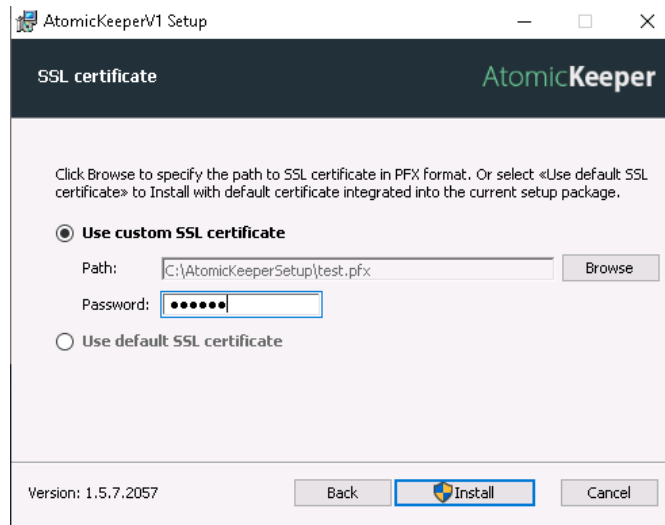 AtomicKeeperV1 Setup
SSL certificate
AtomicKeeper
Click Browse to specify the path to SSL certificate in PFX format. Or select «Use default SSL
certificate» to Install with default certificate integrated into the current setup package.
Use custom SSL certificate
Path: C:\AtomicKeeperSetup\test.pfx Browse
Password: ●●●●●●
Use default SSL certificate
Version: 1.5.7.2057 Back Install Cancel